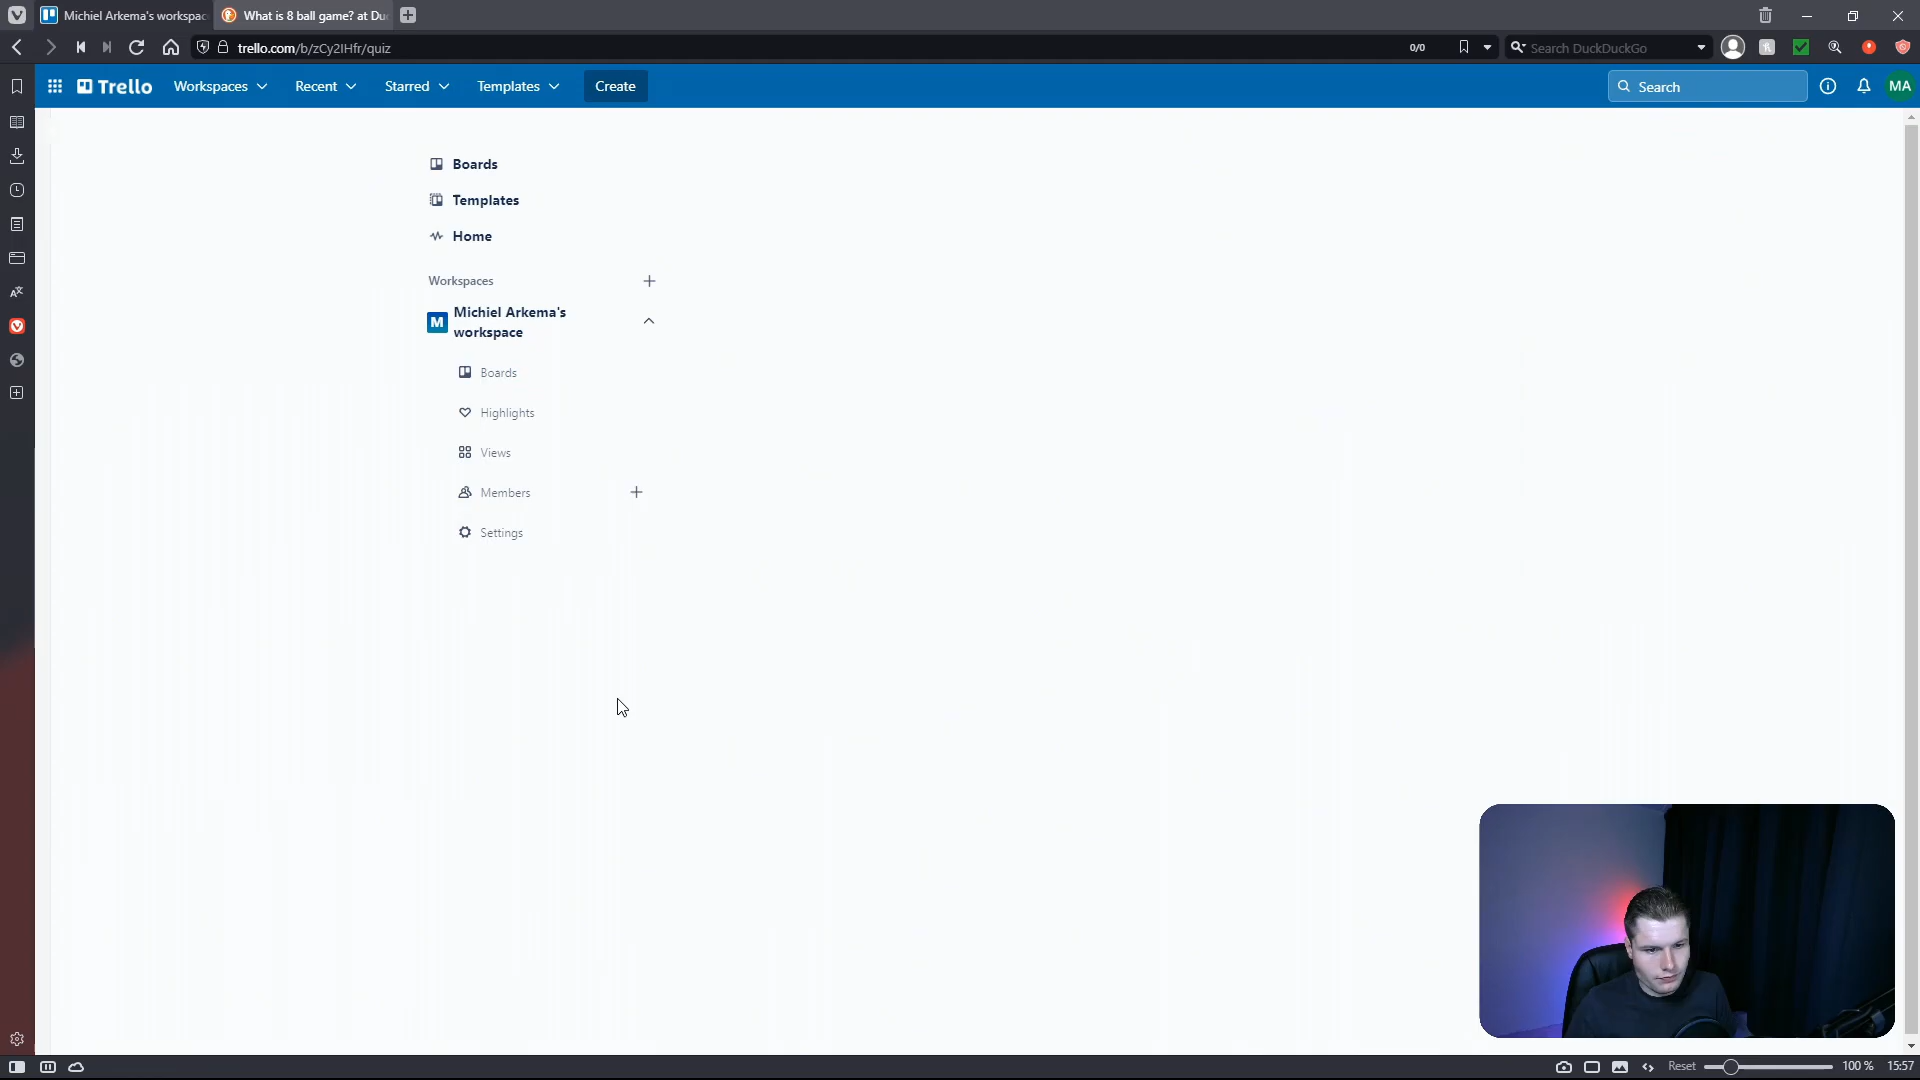 Michiel Arkema's workspac
What is 8 ball game? at Du
trello.com/b/zCy2IHfr/quiz
0/0
Search DuckDuckGo
Trello
Workspaces
Recent
Starred
Templates
Create
Search
MA
Boards
Templates
Home
Workspaces
M
Michiel Arkema's
workspace
Boards
Highlights
Views
Members
Settings
Reset
100 %
15:57